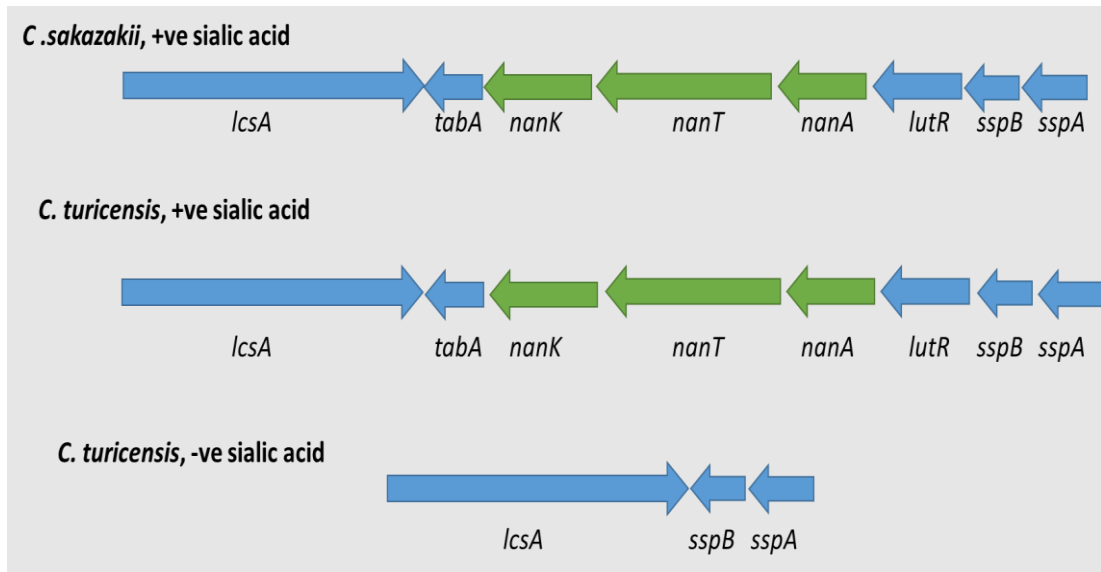 C .sakazakii, +ve sialic acid
lcsA tabA nanK nanT nanA lutR sspB sspA
C. turicensis, +ve sialic acid
lcsA tabA nanK nanT nanA lutR sspB sspA
C. turicensis, -ve sialic acid
lcsA sspB sspA